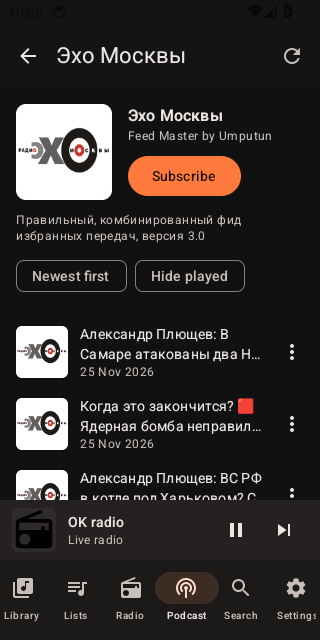 10:08
Эхо Москвы
РАДИО ЭХО МОСКВЫ
Эхо Москвы
Feed Master by Umputun
Subscribe
Правильный, комбинированный фид
избранных передач, версия 3.0
Newest first
Hide played
Александр Плющев: В
Самаре атакованы два Н...
25 Nov 2026
Когда это закончится? 🟥
Ядерная бомба неправил...
25 Nov 2026
Александр Плющев: ВС РФ
в котле под Харьковом? С
OK radio
Live radio
Library
Lists
Radio
Podcast
Search
Settings